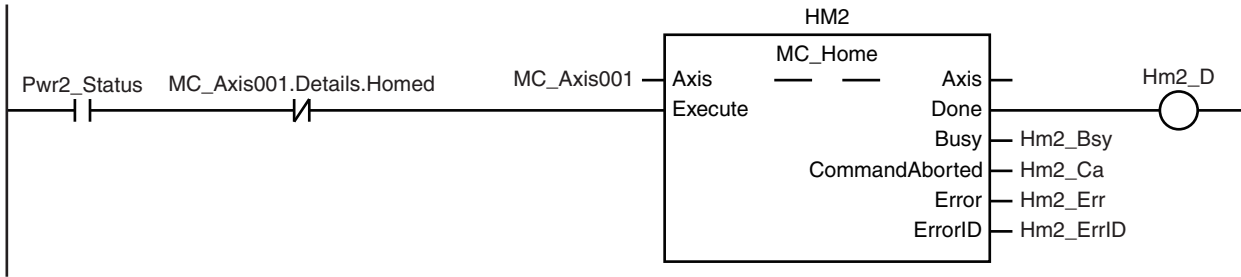 HM2
MC_Home
Pwr2_Status MC_Axis001.Details.Homed MC_Axis001 Axis Axis Hm2_D
Execute Done
Busy Hm2_Bsy
CommandAborted Hm2_Ca
Error Hm2_Err
ErrorID Hm2_ErrID